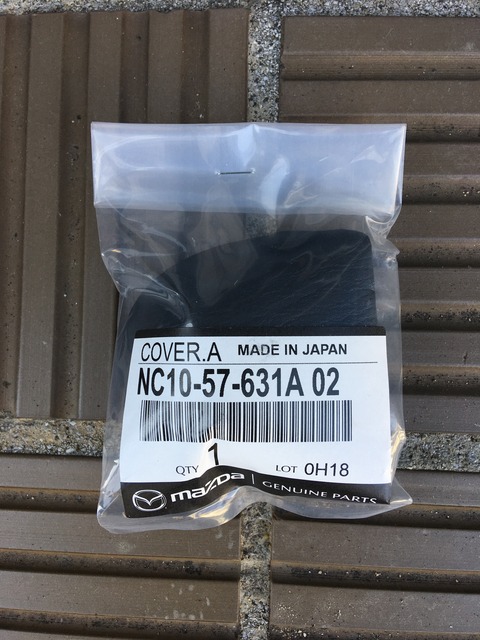 COVER.A MADE IN JAPAN
NC10-57-631A 02
QTY 1 LOT 0H18
mazda GENUINE PARTS